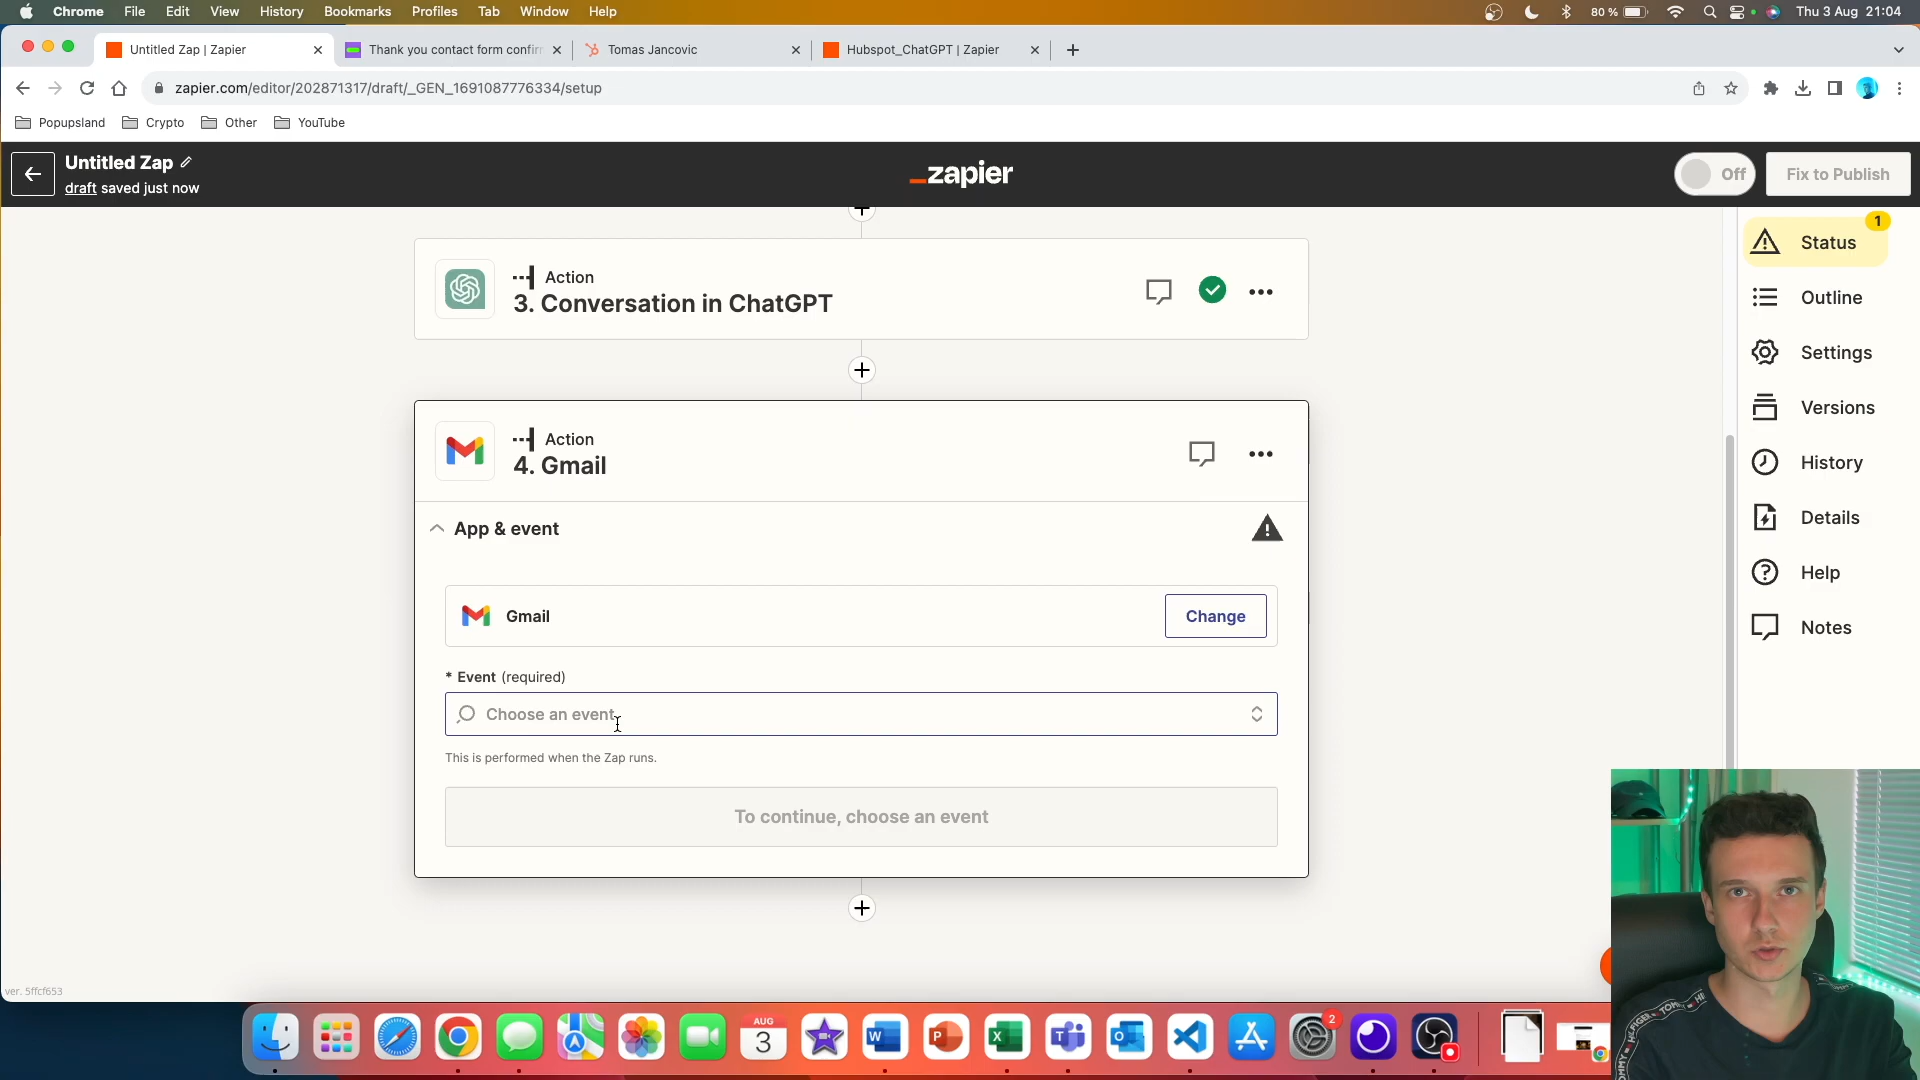 Chrome File Edit View History Bookmarks Profiles Tab Window Help 80 % Thu 3 Aug 21:04
Untitled Zap | Zapier Thank you contact form confir Tomas Jancovic Hubspot_ChatGPT | Zapier
zapier.com/editor/202871317/draft/_GEN_1691087776334/setup
Popupsland Crypto Other YouTube
Untitled Zap
draft saved just now
_zapier
Off
Fix to Publish
1
Status
Outline
Settings
Versions
History
Details
Help
Notes
Action
3. Conversation in ChatGPT
Action
4. Gmail
App & event
Gmail
Change
* Event (required)
Choose an event
This is performed when the Zap runs.
To continue, choose an event
ver. 5ffcf653
AUG
3
2